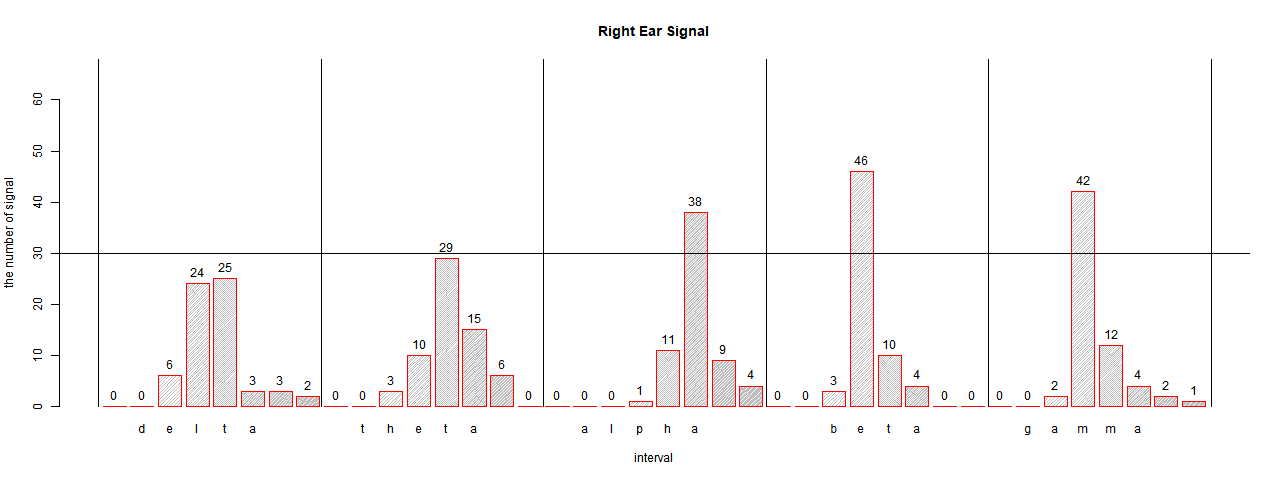 Right Ear Signal
the number of signal
60
50
40
30
20
10
0
0 0 6 24 25 3 3 2
0 0 3 10 29 15 6 0
0 0 0 1 11 38 9 4
0 0 3 46 10 4 0 0
0 0 2 42 12 4 2 1
d e l t a t h e t a a l p h a b e t a g a m m a
interval